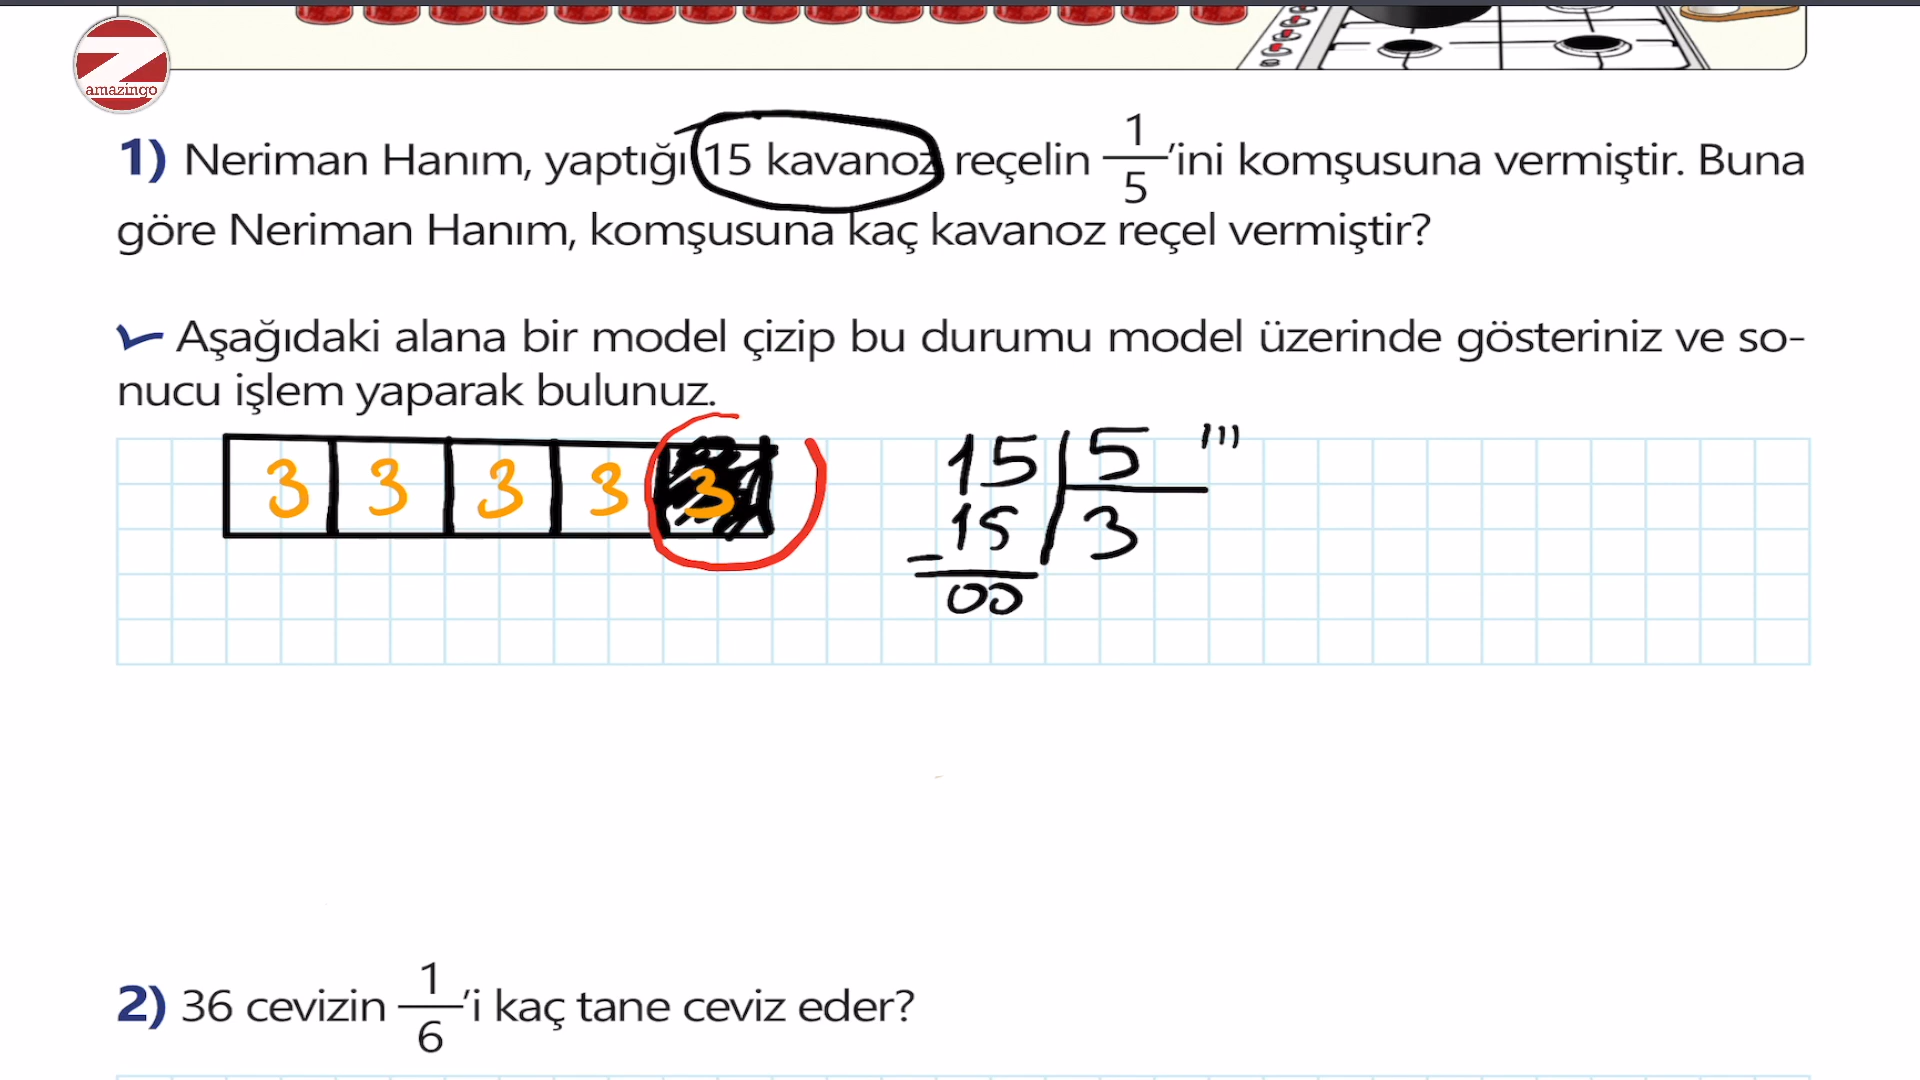 amazingo
1) Neriman Hanım, yaptığı 15 kavanoz reçelin 1/5 'ini komşusuna vermiştir. Buna
göre Neriman Hanım, komşusuna kaç kavanoz reçel vermiştir?
Aşağıdaki alana bir model çizip bu durumu model üzerinde gösteriniz ve so-
nucu işlem yaparak bulunuz.
3 3 3 3 3
15 5
15 3
- 00
2) 36 cevizin 1/6 'i kaç tane ceviz eder?